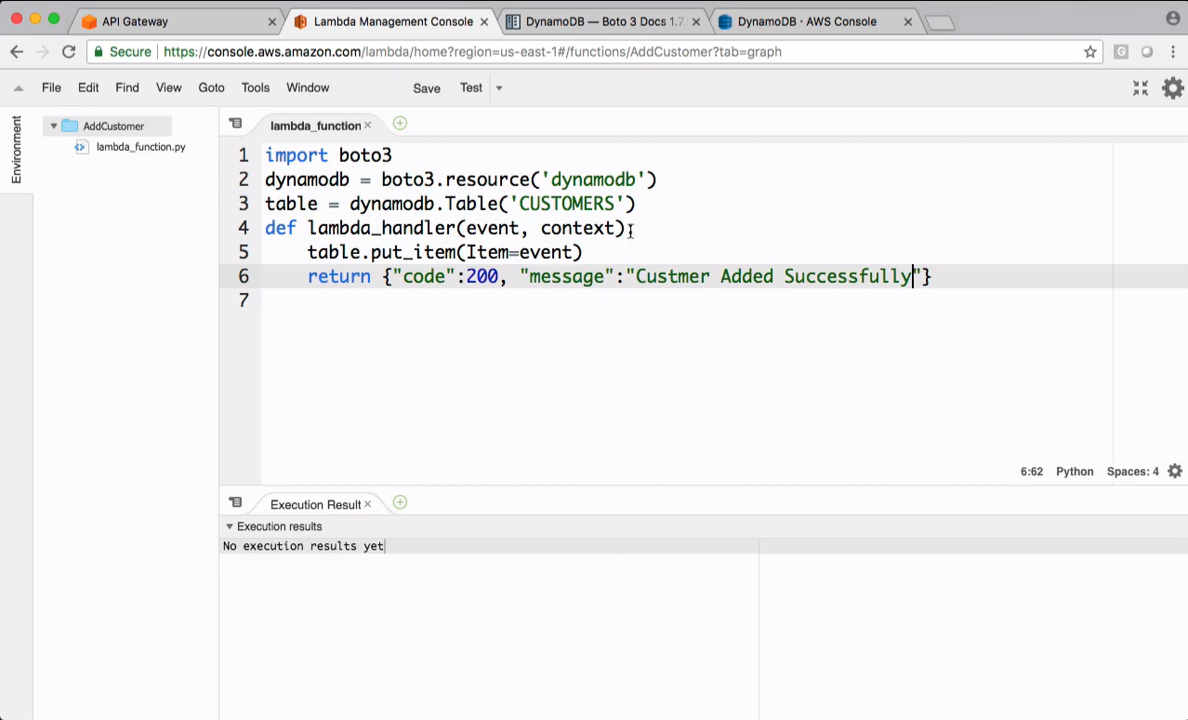 API Gateway
Lambda Management Console
DynamoDB — Boto 3 Docs 1.7
DynamoDB · AWS Console
Secure | https://console.aws.amazon.com/lambda/home?region=us-east-1#/functions/AddCustomer?tab=graph
File Edit Find View Goto Tools Window Save Test
Environment
AddCustomer
lambda_function.py
lambda_function
1 import boto3
2 dynamodb = boto3.resource('dynamodb')
3 table = dynamodb.Table('CUSTOMERS')
4 def lambda_handler(event, context):
5 table.put_item(Item=event)
6 return {"code":200, "message":"Custmer Added Successfully"}
7
6:62 Python Spaces: 4
Execution Result
Execution results
No execution results yet